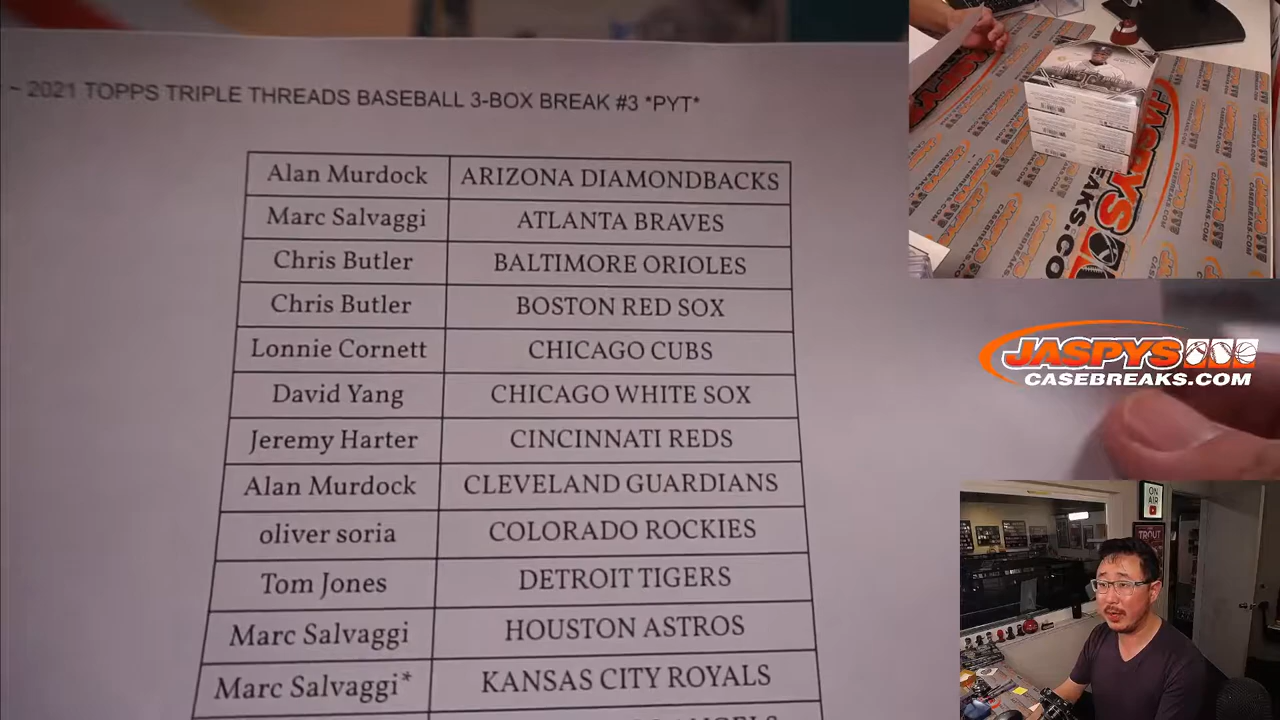 ~ 2021 TOPPS TRIPLE THREADS BASEBALL 3-BOX BREAK #3 *PYT*
Alan Murdock ARIZONA DIAMONDBACKS
Marc Salvaggi ATLANTA BRAVES
Chris Butler BALTIMORE ORIOLES
Chris Butler BOSTON RED SOX
Lonnie Cornett CHICAGO CUBS
David Yang CHICAGO WHITE SOX
Jeremy Harter CINCINNATI REDS
Alan Murdock CLEVELAND GUARDIANS
oliver soria COLORADO ROCKIES
Tom Jones DETROIT TIGERS
Marc Salvaggi HOUSTON ASTROS
Marc Salvaggi* KANSAS CITY ROYALS
JASPYS
CASEBREAKS.COM
ON
AIR
TROUT